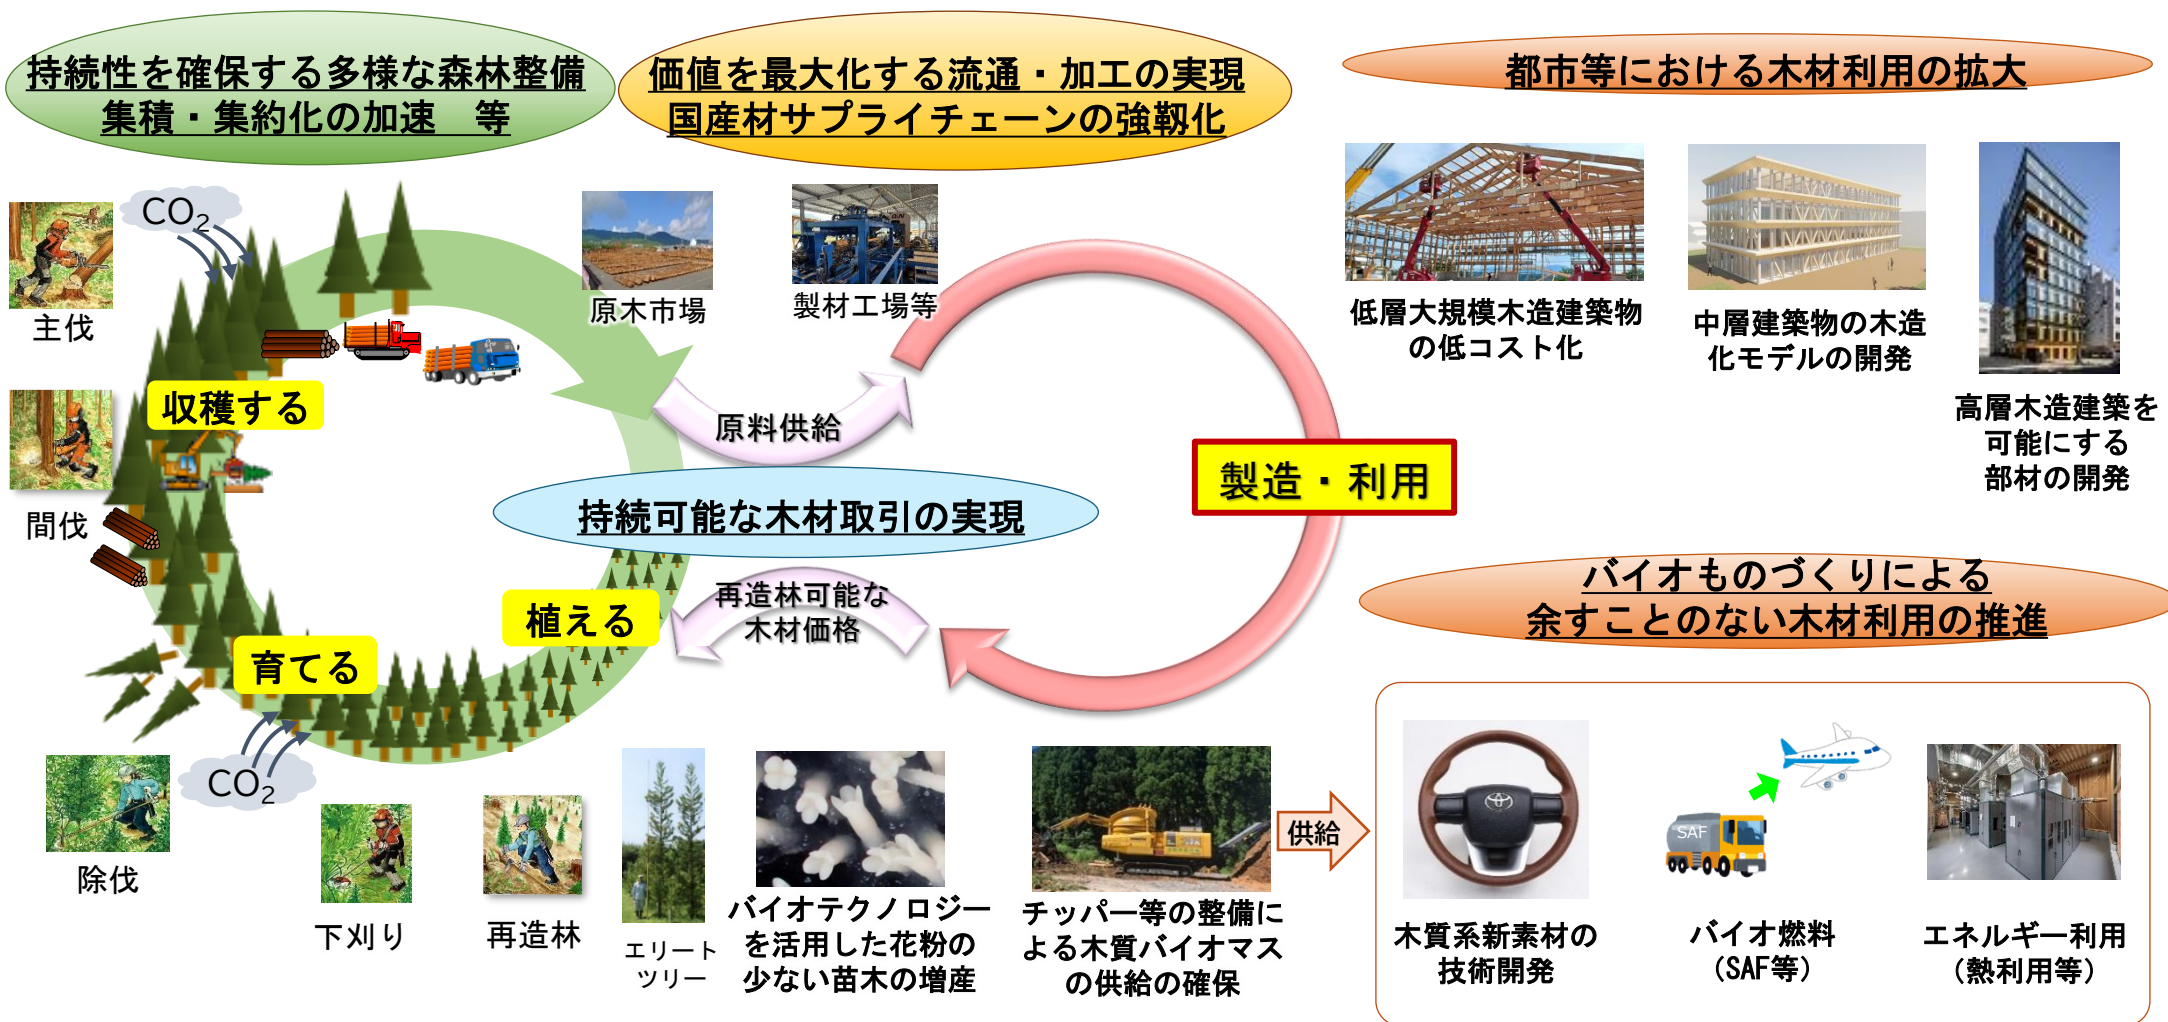 持続性を確保する多様な森林整備
集積・集約化の加速　等
価値を最大化する流通・加工の実現
国産材サプライチェーンの強靱化
都市等における木材利用の拡大
主伐
CO₂
原木市場
製材工場等
低層大規模木造建築物
の低コスト化
中層建築物の木造
化モデルの開発
高層木造建築を
可能にする
部材の開発
収穫する
間伐
原料供給
製造・利用
持続可能な木材取引の実現
再造林可能な
木材価格
植える
育てる
バイオものづくりによる
余すことのない木材利用の推進
除伐
CO₂
下刈り
再造林
エリート
ツリー
バイオテクノロジー
を活用した花粉の
少ない苗木の増産
チッパー等の整備に
よる木質バイオマス
の供給の確保
供給
木質系新素材の
技術開発
SAF
バイオ燃料
（SAF等）
エネルギー利用
（熱利用等）